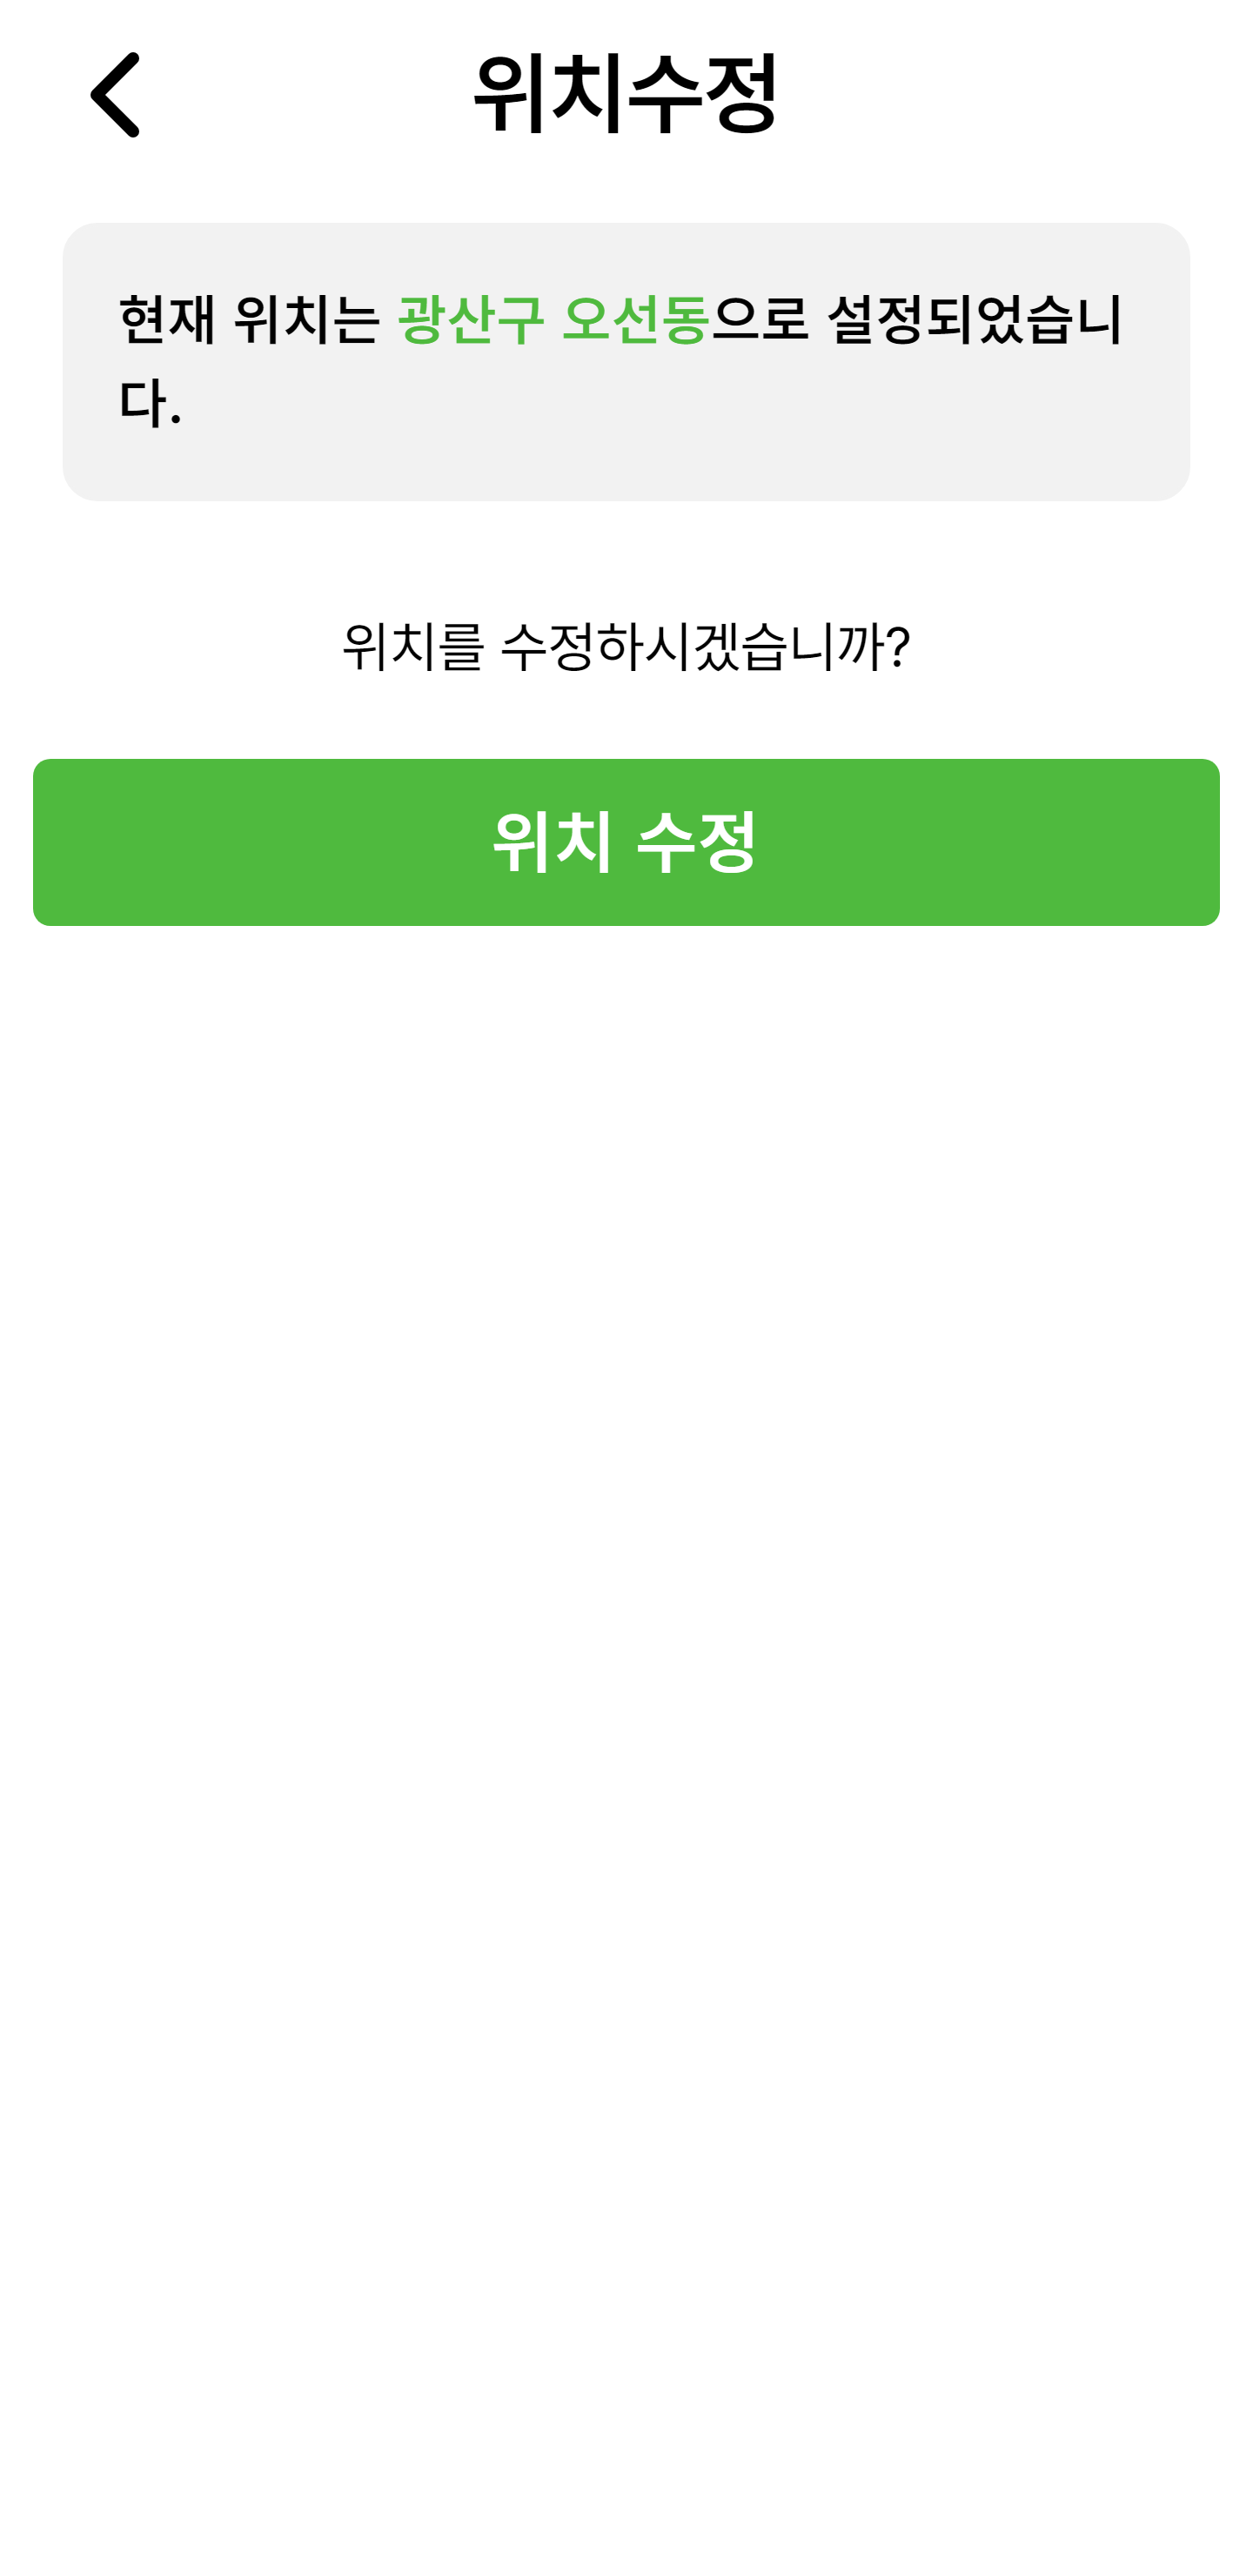 위치수정
현재 위치는 광산구 오선동으로 설정되었습니
다.
위치를 수정하시겠습니까?
위치 수정